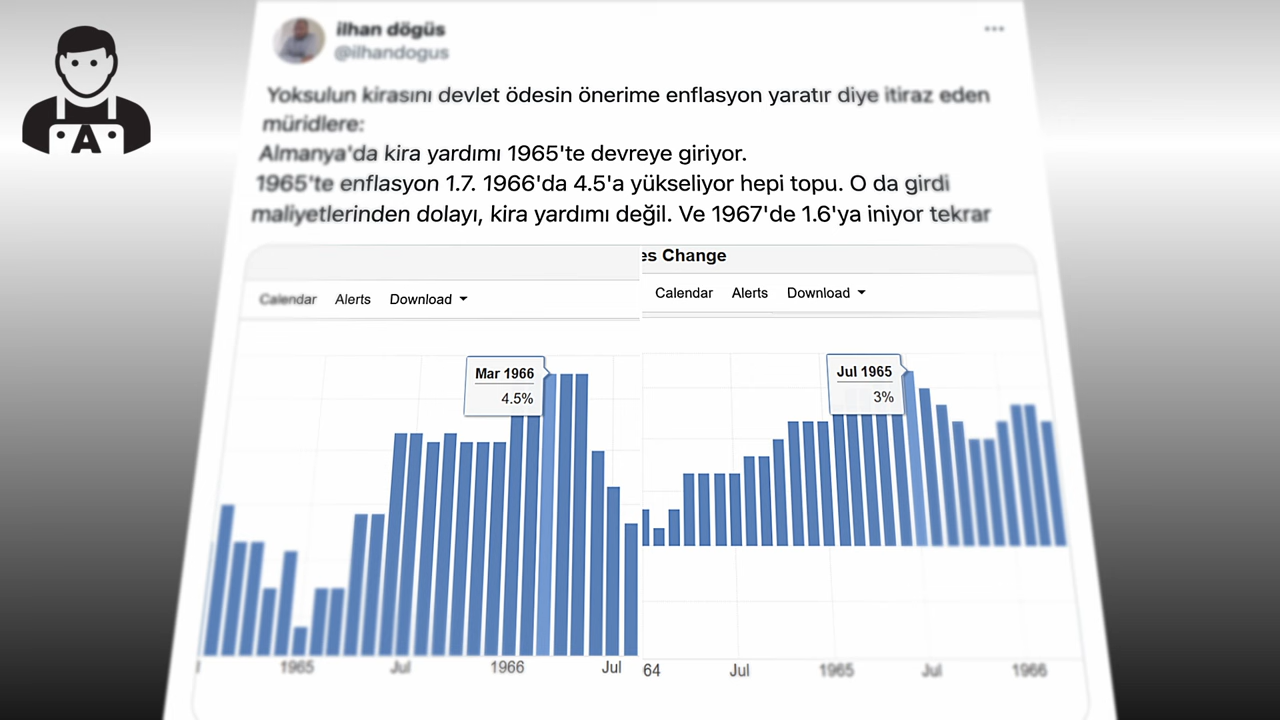 ilhan dögüs
@ilhandogus
Yoksulun kirasını devlet ödesin önerime enflasyon yaratır diye itiraz eden
müridlere:
Almanya'da kira yardımı 1965'te devreye giriyor.
1965'te enflasyon 1.7. 1966'da 4.5'a yükseliyor hepi topu. O da girdi
maliyetlerinden dolayı, kira yardımı değil. Ve 1967'de 1.6'ya iniyor tekrar
es Change
Calendar Alerts Download
Calendar Alerts Download
Mar 1966
4.5%
Jul 1965
3%
1965 Jul 1966 Jul
64 Jul 1965 Jul 1966
A